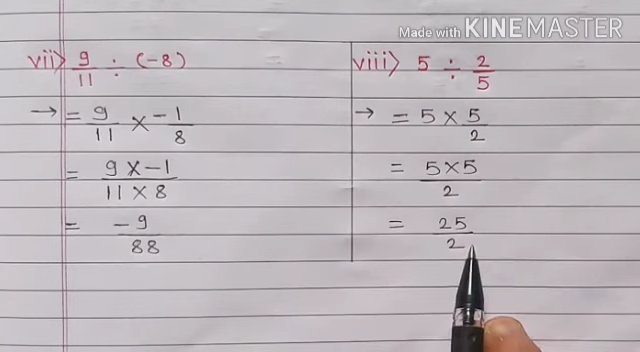 Made with KINEMASTER
vii> 9/11 ÷ (-8)
→ = 9/11 × -1/8
= 9 × -1/11 × 8
= -9/88
viii> 5 ÷ 2/5
→ = 5 × 5/2
= 5×5/2
= 25/2